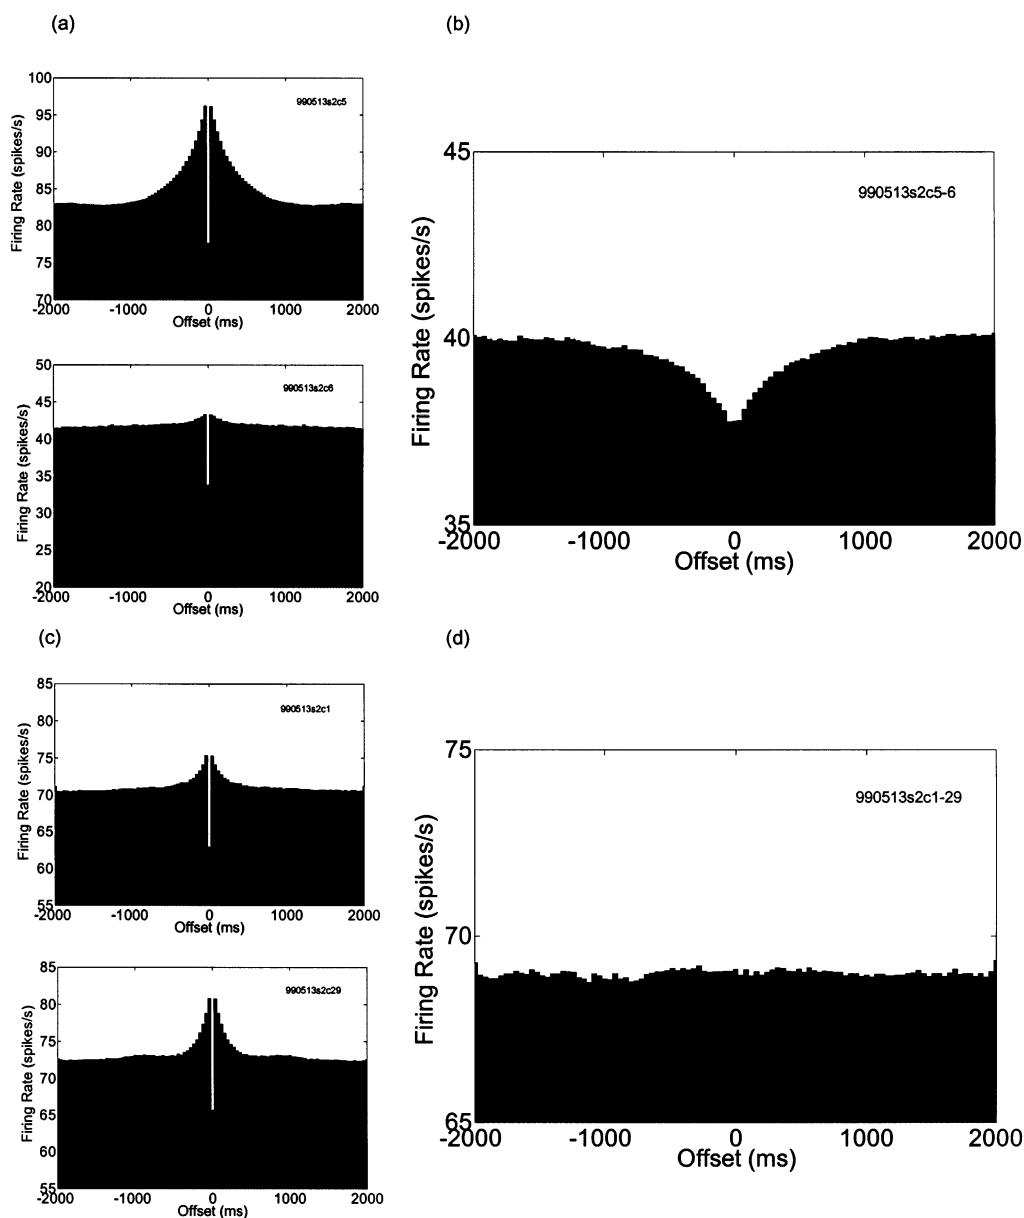 (a)
100
95
90
85
80
75
70
-2000 -1000 0 1000 2000
Firing Rate (spikes/s)
Offset (ms)
990513s2c5
50
45
40
35
30
25
20
-2000 -1000 0 1000 2000
Firing Rate (spikes/s)
Offset (ms)
990513s2c6
(b)
45
40
35
-2000 -1000 0 1000 2000
Firing Rate (spikes/s)
Offset (ms)
990513s2c5-6
(c)
85
80
75
70
65
60
55
-2000 -1000 0 1000 2000
Firing Rate (spikes/s)
Offset (ms)
990513s2c1
85
80
75
70
65
60
55
-2000 -1000 0 1000 2000
Firing Rate (spikes/s)
Offset (ms)
990513s2c29
(d)
75
70
65
-2000 -1000 0 1000 2000
Firing Rate (spikes/s)
Offset (ms)
990513s2c1-29